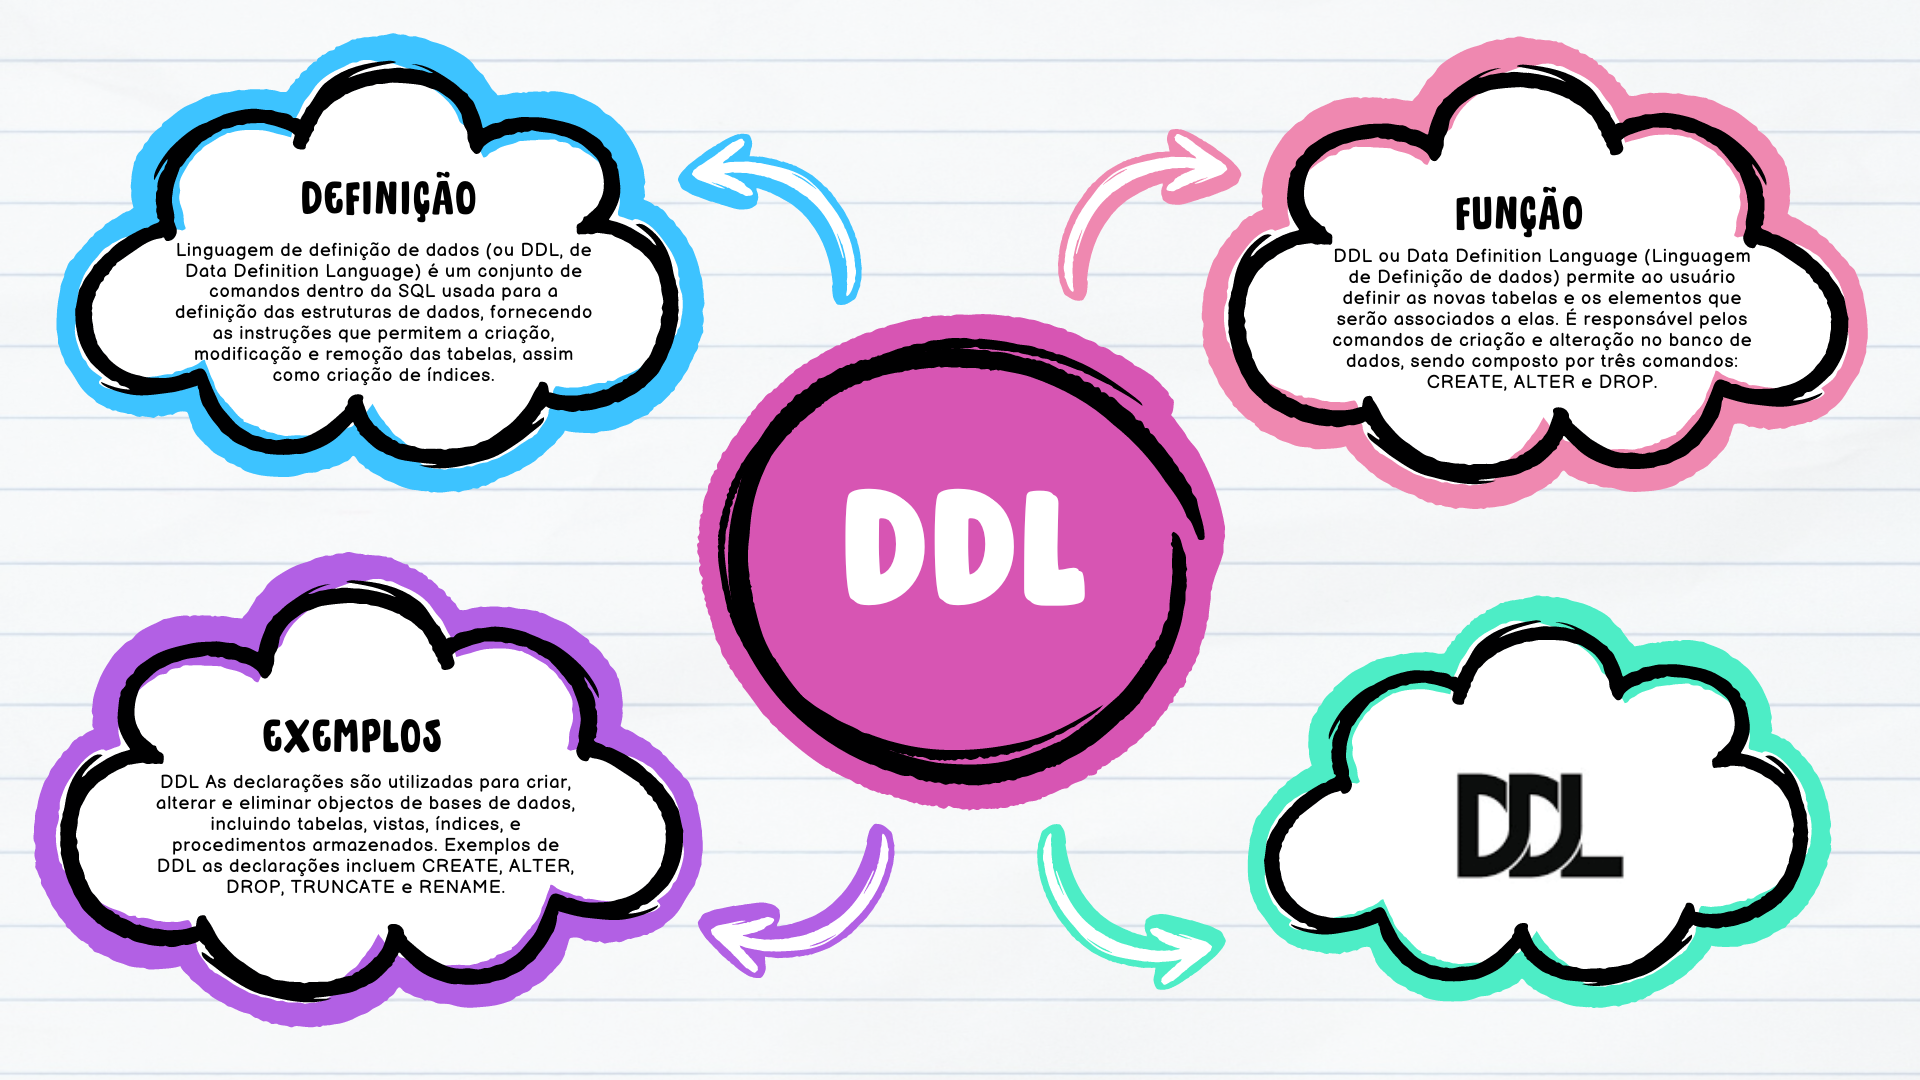 DEFINIÇÃO
Linguagem de definição de dados (ou DDL, de
Data Definition Language) é um conjunto de
comandos dentro da SQL usada para a
definição das estruturas de dados, fornecendo
as instruções que permitem a criação,
modificação e remoção das tabelas, assim
como criação de índices.
FUNÇÃO
DDL ou Data Definition Language (Linguagem
de Definição de dados) permite ao usuário
definir as novas tabelas e os elementos que
serão associados a elas. É responsável pelos
comandos de criação e alteração no banco de
dados, sendo composto por três comandos:
CREATE, ALTER e DROP.
DDL
EXEMPLOS
DDL As declarações são utilizadas para criar,
alterar e eliminar objectos de bases de dados,
incluindo tabelas, vistas, índices, e
procedimentos armazenados. Exemplos de
DDL as declarações incluem CREATE, ALTER,
DROP, TRUNCATE e RENAME.
DDL